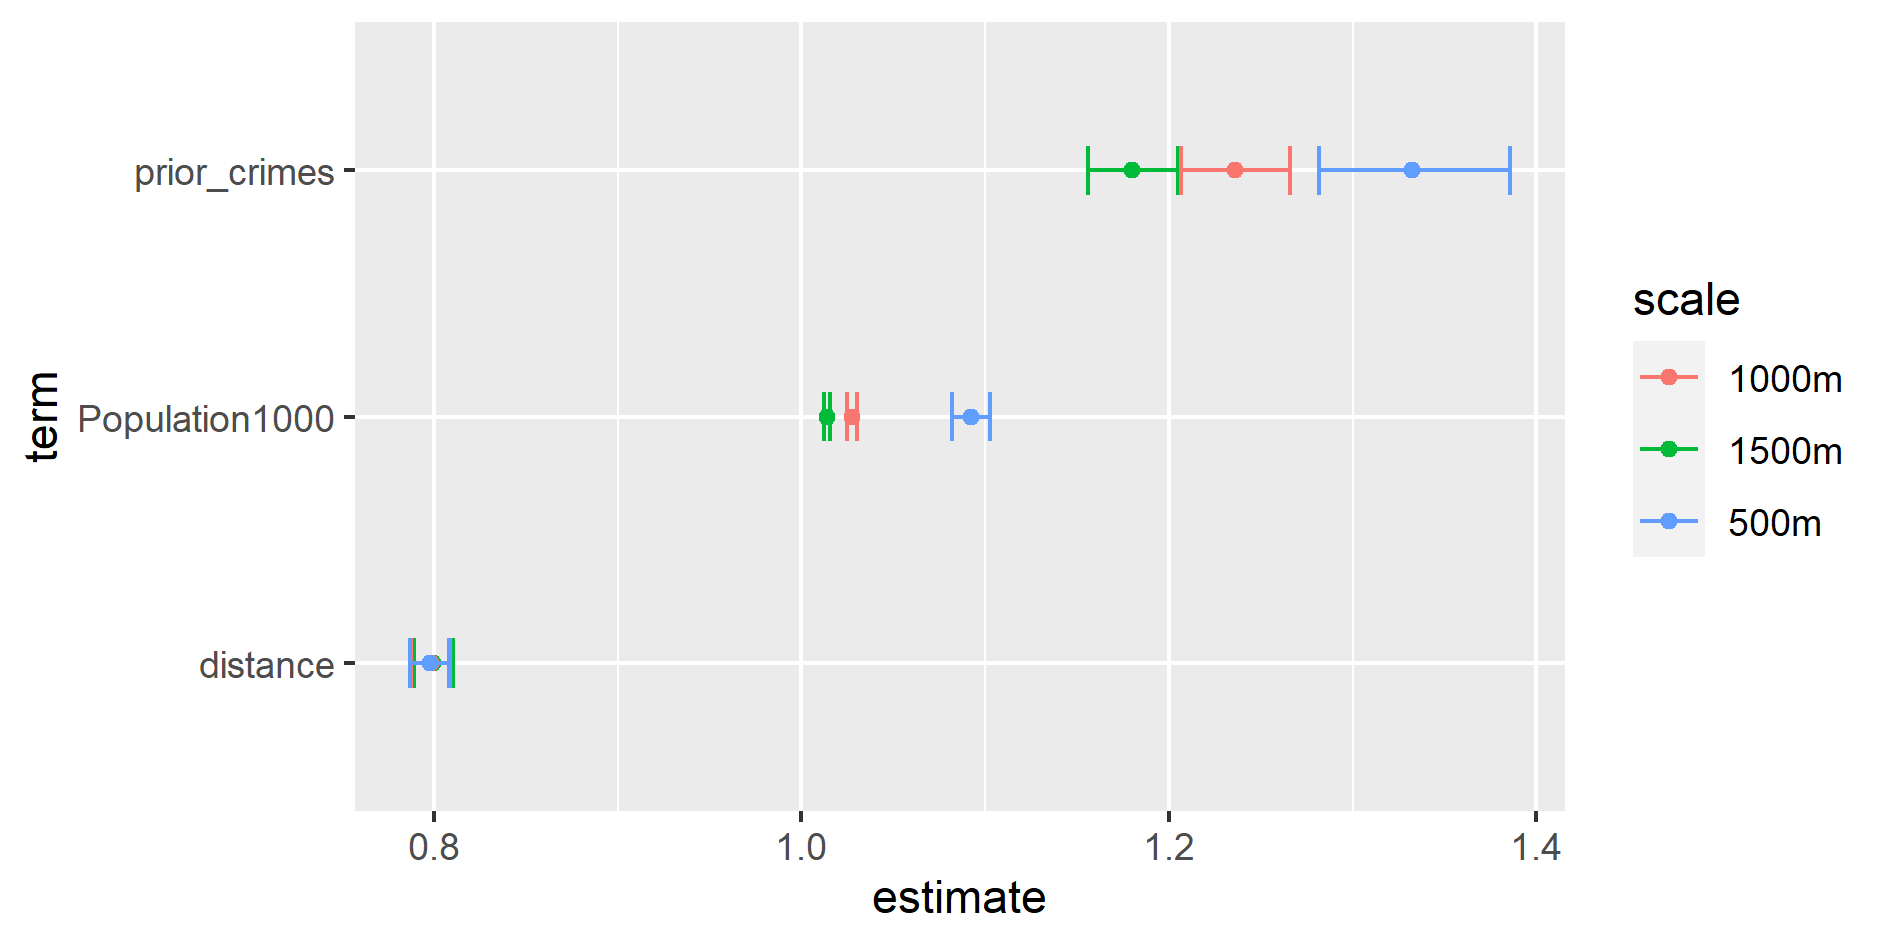 term
prior_crimes
Population1000
distance
0.8
1.0
1.2
1.4
estimate
scale
1000m
1500m
500m